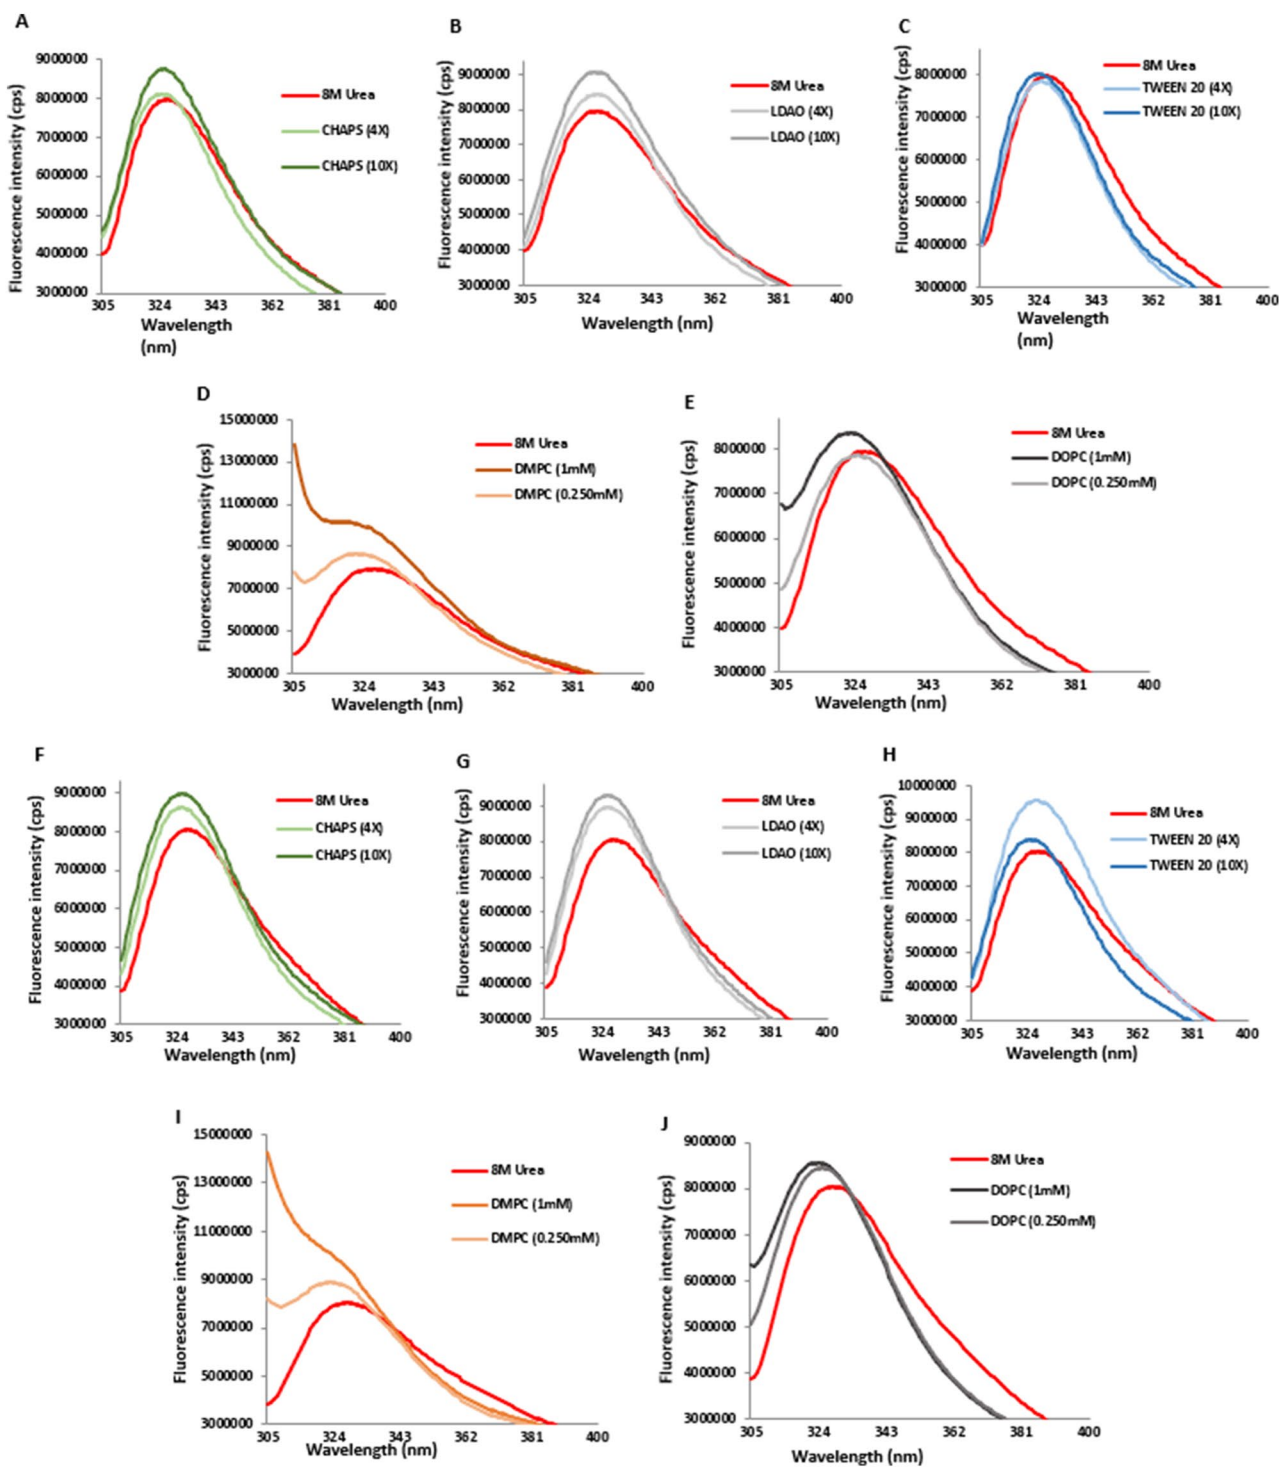 A
Fluorescence intensity (cps)
9000000
8000000
7000000
6000000
5000000
4000000
3000000
305 324 343 362 381 400
Wavelength
(nm)
8M Urea
CHAPS (4X)
CHAPS (10X)
B
Fluorescence intensity (cps)
9000000
8000000
7000000
6000000
5000000
4000000
3000000
305 324 343 362 381 400
Wavelength (nm)
8M Urea
LDAO (4X)
LDAO (10X)
C
Fluorescence intensity (cps)
8000000
7000000
6000000
5000000
4000000
3000000
305 324 343 362 381 400
Wavelength
(nm)
8M Urea
TWEEN 20 (4X)
TWEEN 20 (10X)
D
Fluorescence intensity (cps)
15000000
13000000
11000000
9000000
7000000
5000000
3000000
305 324 343 362 381 400
Wavelength (nm)
8M Urea
DMPC (1mM)
DMPC (0.250mM)
E
Fluorescence intensity (cps)
8000000
7000000
6000000
5000000
4000000
3000000
305 324 343 362 381 400
Wavelength (nm)
8M Urea
DOPC (1mM)
DOPC (0.250mM)
F
Fluorescence intensity (cps)
9000000
8000000
7000000
6000000
5000000
4000000
3000000
305 324 343 362 381 400
Wavelength (nm)
8M Urea
CHAPS (4X)
CHAPS (10X)
G
Fluorescence intensity (cps)
9000000
8000000
7000000
6000000
5000000
4000000
3000000
305 324 343 362 381 400
Wavelength (nm)
8M Urea
LDAO (4X)
LDAO (10X)
H
Fluorescence intensity (cps)
10000000
9000000
8000000
7000000
6000000
5000000
4000000
3000000
305 324 343 362 381 400
Wavelength (nm)
8M Urea
TWEEN 20 (4X)
TWEEN 20 (10X)
I
Fluorescence intensity (cps)
15000000
13000000
11000000
9000000
7000000
5000000
3000000
305 324 343 362 381 400
Wavelength (nm)
8M Urea
DMPC (1mM)
DMPC (0.250mM)
J
Fluorescence intensity (cps)
9000000
8000000
7000000
6000000
5000000
4000000
3000000
305 324 343 362 381 400
Wavelength (nm)
8M Urea
DOPC (1mM)
DOPC (0.250mM)